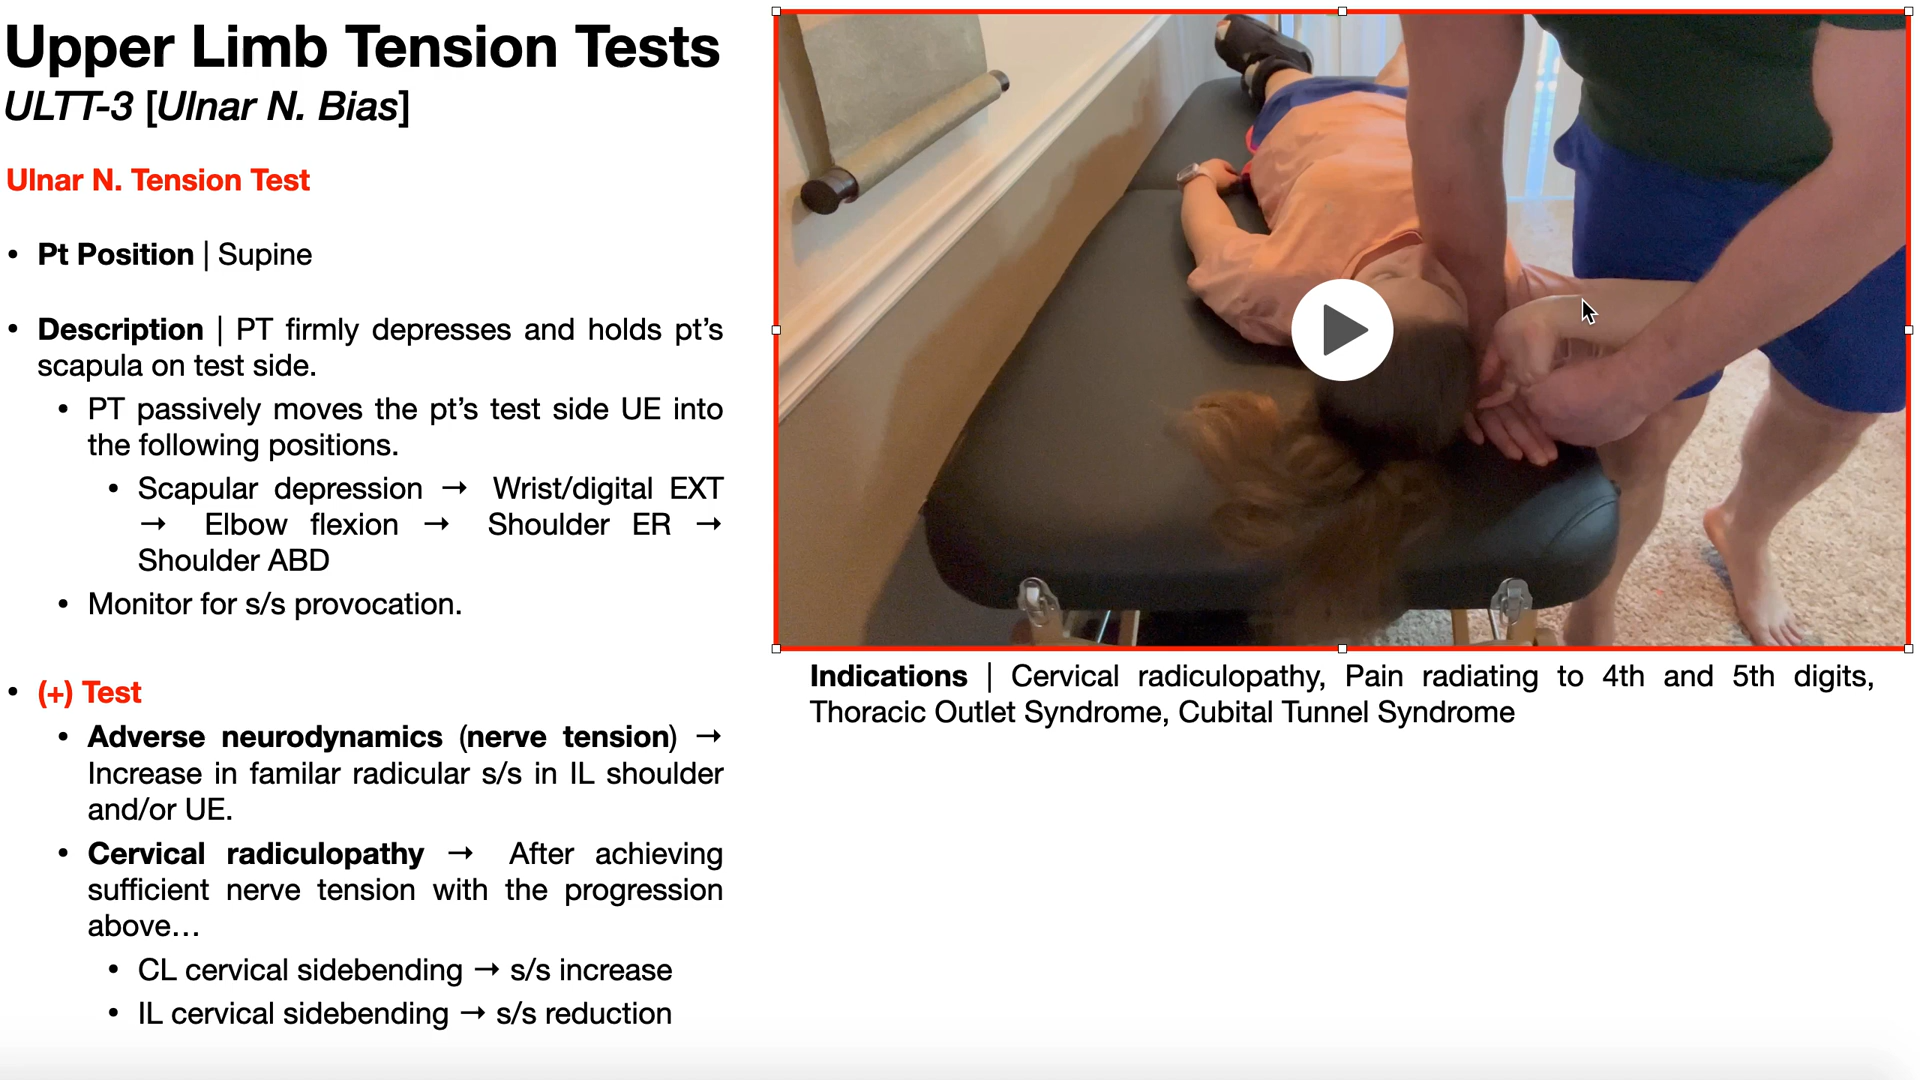 Upper Limb Tension Tests
ULTT-3 [Ulnar N. Bias]
Ulnar N. Tension Test
• Pt Position | Supine
• Description | PT firmly depresses and holds pt’s
scapula on test side.
• PT passively moves the pt’s test side UE into
the following positions.
• Scapular depression → Wrist/digital EXT
→ Elbow flexion → Shoulder ER →
Shoulder ABD
• Monitor for s/s provocation.
• (+) Test
• Adverse neurodynamics (nerve tension) →
Increase in familar radicular s/s in IL shoulder
and/or UE.
• Cervical radiculopathy → After achieving
sufficient nerve tension with the progression
above…
• CL cervical sidebending → s/s increase
• IL cervical sidebending → s/s reduction
Indications | Cervical radiculopathy, Pain radiating to 4th and 5th digits,
Thoracic Outlet Syndrome, Cubital Tunnel Syndrome